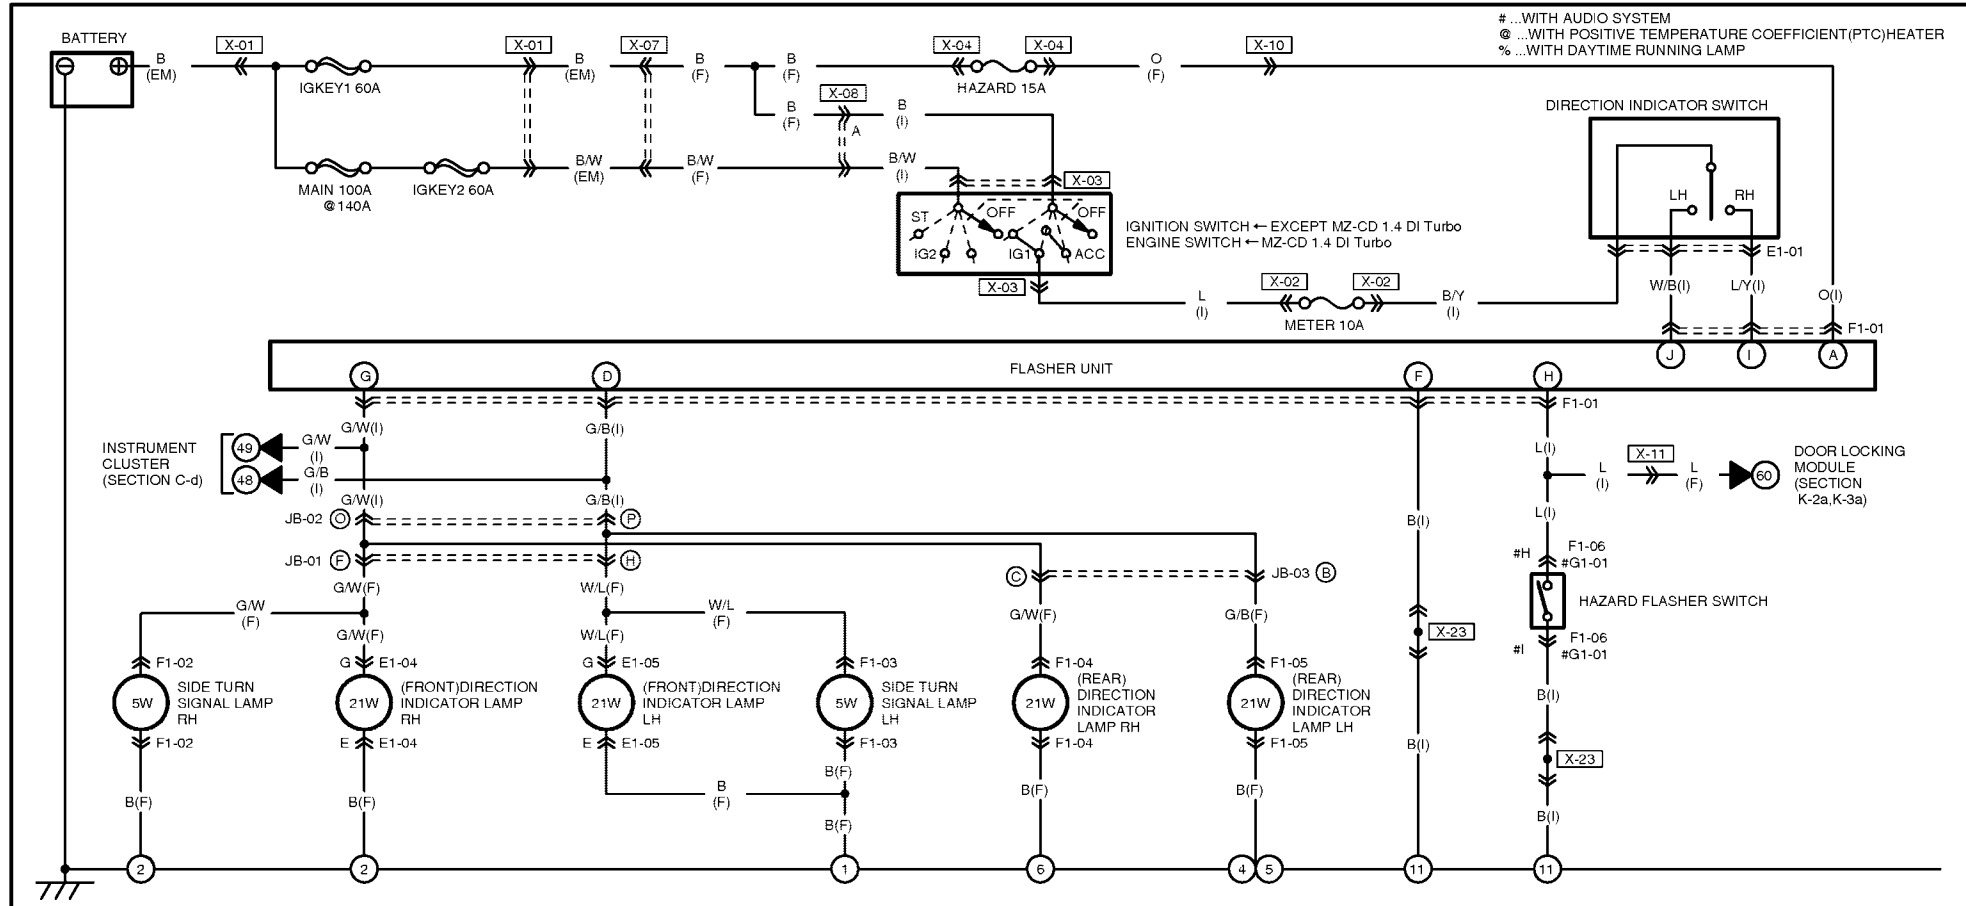 # ...WITH AUDIO SYSTEM
@ ...WITH POSITIVE TEMPERATURE COEFFICIENT(PTC)HEATER
% ...WITH DAYTIME RUNNING LAMP
BATTERY
X-01
B
(EM)
IGKEY1 60A
X-01
B
(EM)
X-07
B
(F)
B
(F)
X-04
X-04
HAZARD 15A
O
(F)
X-10
B
(F)
X-08
A
B
(I)
MAIN 100A
@140A
IGKEY2 60A
B/W
(EM)
B/W
(F)
B/W
(I)
X-03
ST
OFF
OFF
IG2
IG1
ACC
IGNITION SWITCH ← EXCEPT MZ-CD 1.4 DI Turbo
ENGINE SWITCH ← MZ-CD 1.4 DI Turbo
X-03
L
(I)
X-02
X-02
METER 10A
B/Y
(I)
DIRECTION INDICATOR SWITCH
LH
RH
E1-01
W/B(I)
L/Y(I)
O(I)
F1-01
J
I
A
FLASHER UNIT
G
D
F
H
F1-01
G/W(I)
G/B(I)
INSTRUMENT
CLUSTER
(SECTION C-d)
49
G/W
(I)
48
G/B
(I)
G/W(I)
G/B(I)
JB-02
O
P
JB-01
F
H
G/W(F)
W/L(F)
G/W
(F)
W/L
(F)
G/W(F)
W/L(F)
C
JB-03
B
G/W(F)
G/B(F)
B(I)
L(I)
X-11
L
(I)
L
(F)
60
DOOR LOCKING
MODULE
(SECTION
K-2a,K-3a)
L(I)
#H
F1-06
#G1-01
HAZARD FLASHER SWITCH
X-23
#I
F1-06
#G1-01
F1-02
5W
SIDE TURN
SIGNAL LAMP
RH
F1-02
G
E1-04
21W
(FRONT)DIRECTION
INDICATOR LAMP
RH
E
E1-04
G
E1-05
21W
(FRONT)DIRECTION
INDICATOR LAMP
LH
E
E1-05
F1-03
5W
SIDE TURN
SIGNAL LAMP
LH
F1-03
F1-04
21W
(REAR)
DIRECTION
INDICATOR
LAMP RH
F1-04
F1-05
21W
(REAR)
DIRECTION
INDICATOR
LAMP LH
F1-05
B(I)
B(I)
X-23
B(I)
B(F)
B(F)
B
(F)
B(F)
B(F)
B(F)
B(F)
2
2
1
6
4
5
11
11